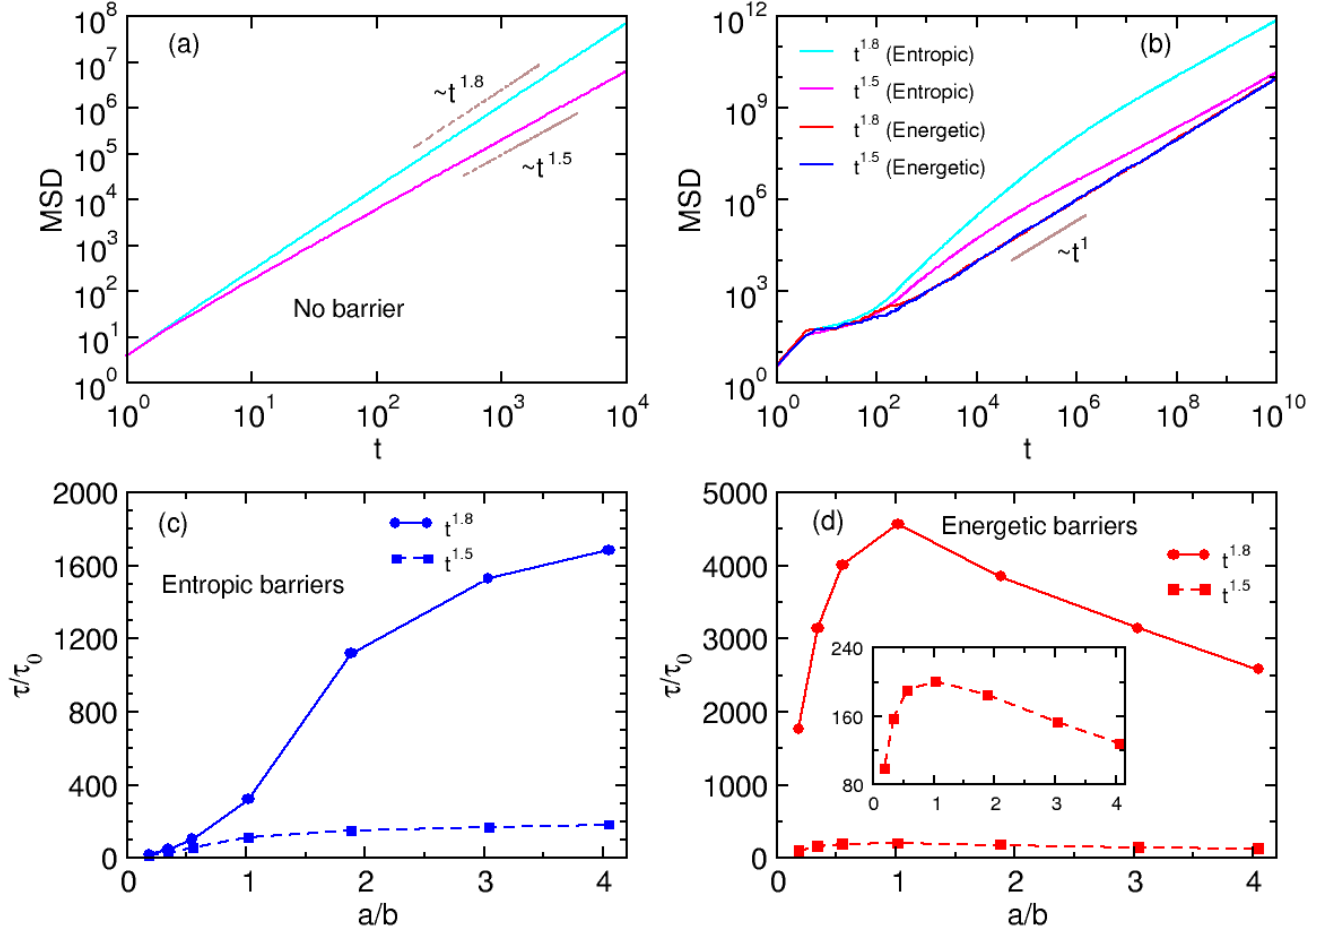 (a)
10^8
10^7
10^6
10^5
10^4
10^3
10^2
10^1
10^0
MSD
~t^1.8
~t^1.5
No barrier
10^0 10^1 10^2 10^3 10^4
t
(b)
10^12
10^9
10^6
10^3
10^0
MSD
t^1.8 (Entropic)
t^1.5 (Entropic)
t^1.8 (Energetic)
t^1.5 (Energetic)
~t^1
10^0 10^2 10^4 10^6 10^8 10^10
t
(c)
2000
1600
1200
800
400
0
τ/τ_0
t^1.8
t^1.5
Entropic barriers
0 1 2 3 4
a/b
(d)
5000
4000
3000
2000
1000
0
τ/τ_0
Energetic barriers
t^1.8
t^1.5
240
160
80
0 1 2 3 4
0 1 2 3 4
a/b